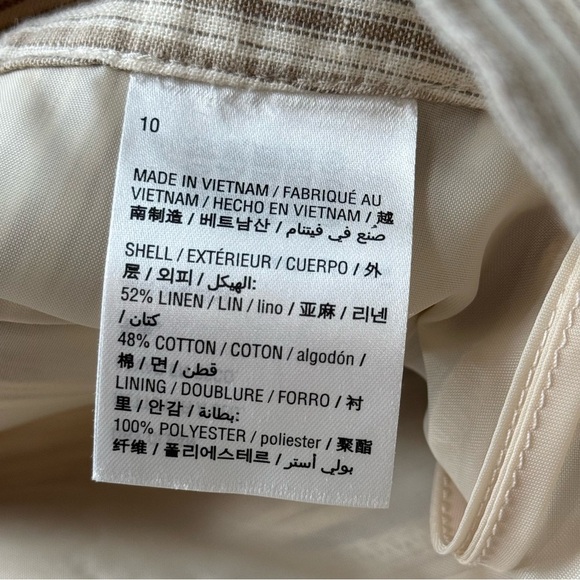 10
MADE IN VIETNAM / FABRIQUÉ AU
VIETNAM / HECHO EN VIETNAM / 越
南制造 / 베트남산 / صُنع في فيتنام
SHELL / EXTÉRIEUR / CUERPO / 外
层 / 외피 / الهيكل:
52% LINEN / LIN / lino / 亚麻 / 리넨
/ كتان
48% COTTON / COTON / algodón /
棉 / 면 / قطن
LINING / DOUBLURE / FORRO / 衬
里 / 안감 / بطانة:
100% POLYESTER / poliester / 聚酯
纤维 / 폴리에스테르 / بولي أستر